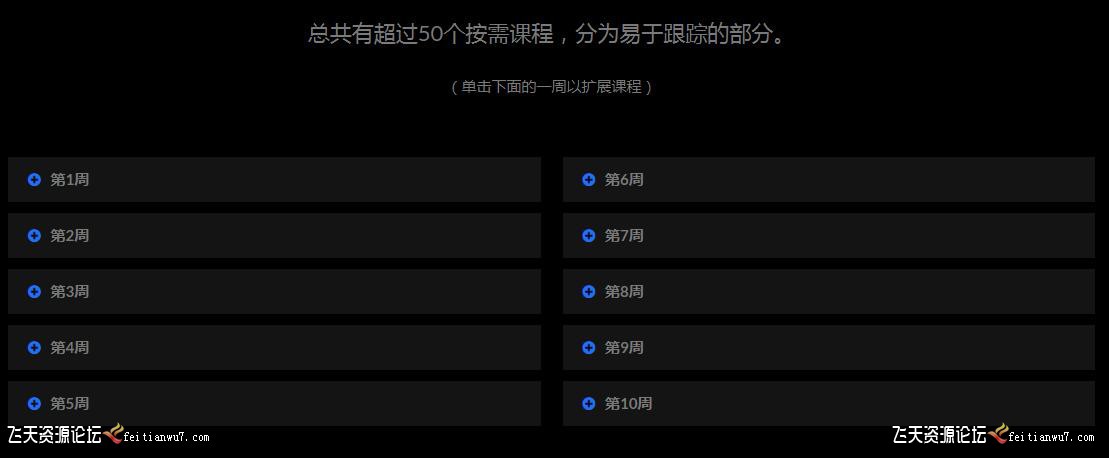 总共有超过50个按需课程，分为易于跟踪的部分。
（单击下面的一周以扩展课程）
第1周
第2周
第3周
第4周
第5周
第6周
第7周
第8周
第9周
第10周
飞天资源论坛 feitianwu7.com
飞天资源论坛 feitianwu7.com